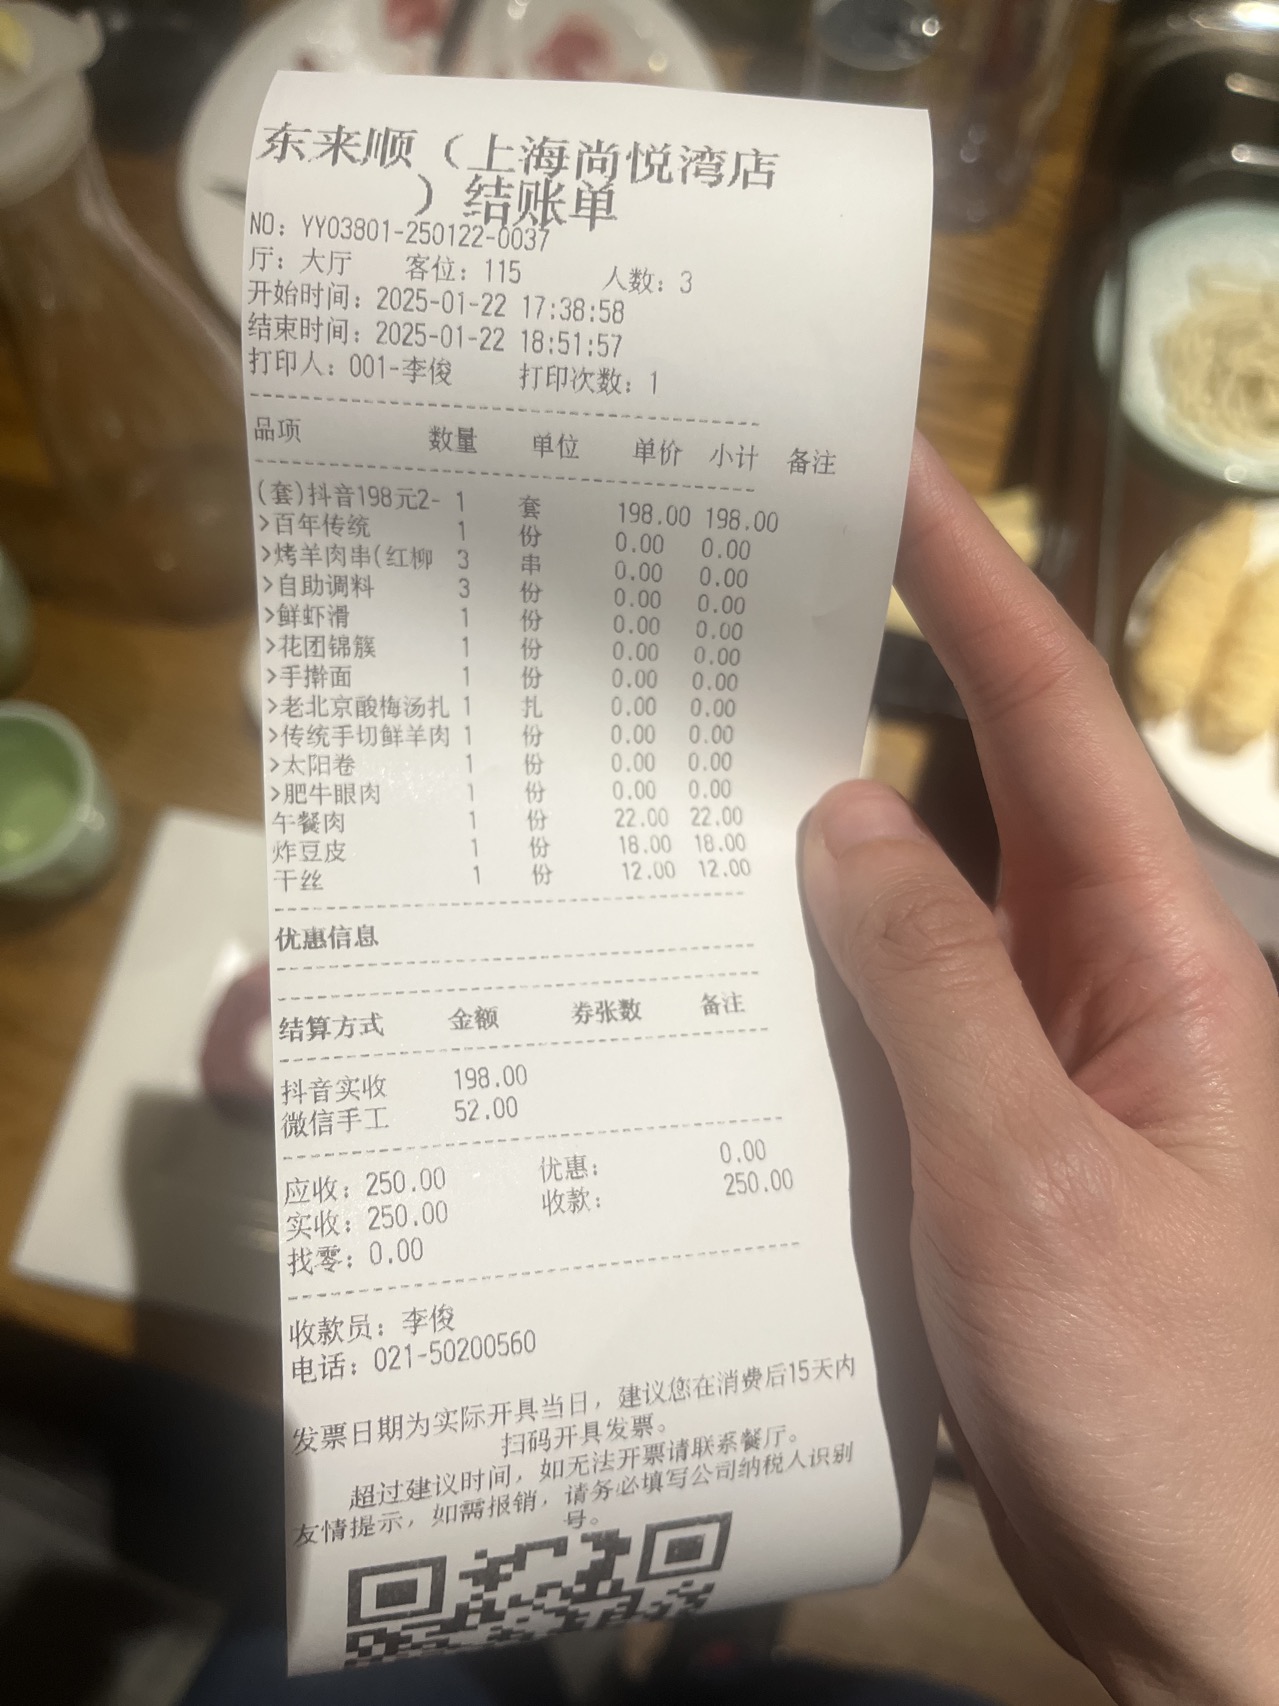 东来顺（上海尚悦湾店
）结账单
NO: YY03801-250122-0037
厅: 大厅 客位: 115 人数: 3
开始时间: 2025-01-22 17:38:58
结束时间: 2025-01-22 18:51:57
打印人: 001-李俊 打印次数: 1
品项 数量 单位 单价 小计 备注
(套)抖音198元2- 1 套 198.00 198.00
>百年传统 1 份 0.00 0.00
>烤羊肉串(红柳 3 串 0.00 0.00
>自助调料 3 份 0.00 0.00
>鲜虾滑 1 份 0.00 0.00
>花团锦簇 1 份 0.00 0.00
>手擀面 1 份 0.00 0.00
>老北京酸梅汤扎 1 扎 0.00 0.00
>传统手切鲜羊肉 1 份 0.00 0.00
>太阳卷 1 份 0.00 0.00
>肥牛眼肉 1 份 0.00 0.00
午餐肉 1 份 22.00 22.00
炸豆皮 1 份 18.00 18.00
干丝 1 份 12.00 12.00
优惠信息
结算方式 金额 券张数 备注
抖音实收 198.00
微信手工 52.00
应收: 250.00 优惠: 0.00
实收: 250.00 收款: 250.00
找零: 0.00
收款员: 李俊
电话: 021-50200560
发票日期为实际开具当日，建议您在消费后15天内
扫码开具发票。
超过建议时间，如无法开票请联系餐厅。
友情提示，如需报销，请务必填写公司纳税人识别
号。